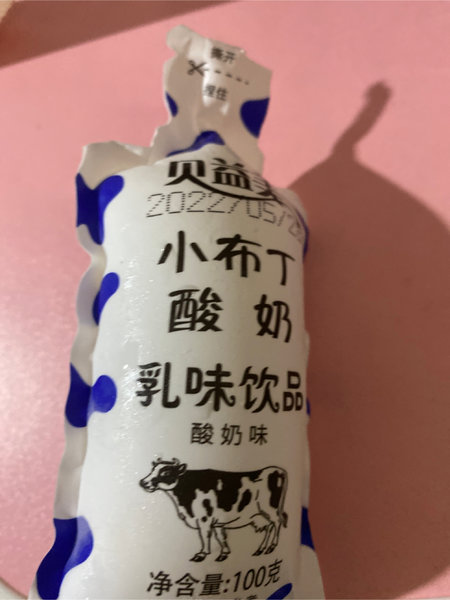 撕开
捏住
贝益
2022/05/2
小布丁
酸奶
乳味饮品
酸奶味
净含量:100克